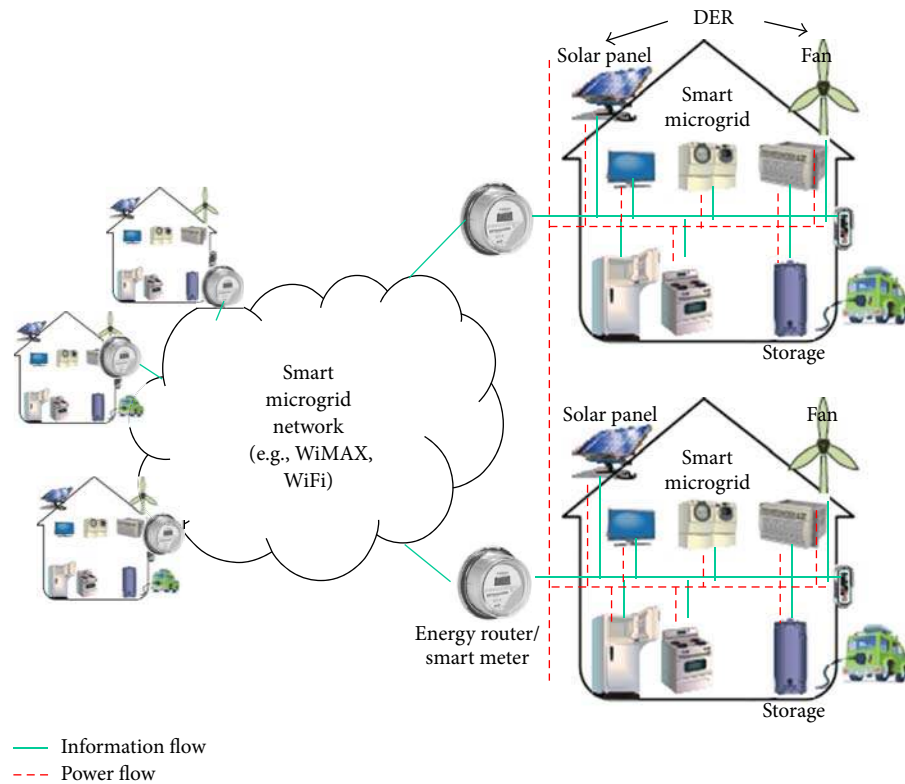 DER
Solar panel
Fan
Smart
microgrid
Storage
Smart
microgrid
network
(e.g., WiMAX,
WiFi)
Solar panel
Fan
Smart
microgrid
Energy router/
smart meter
Storage
Information flow
Power flow